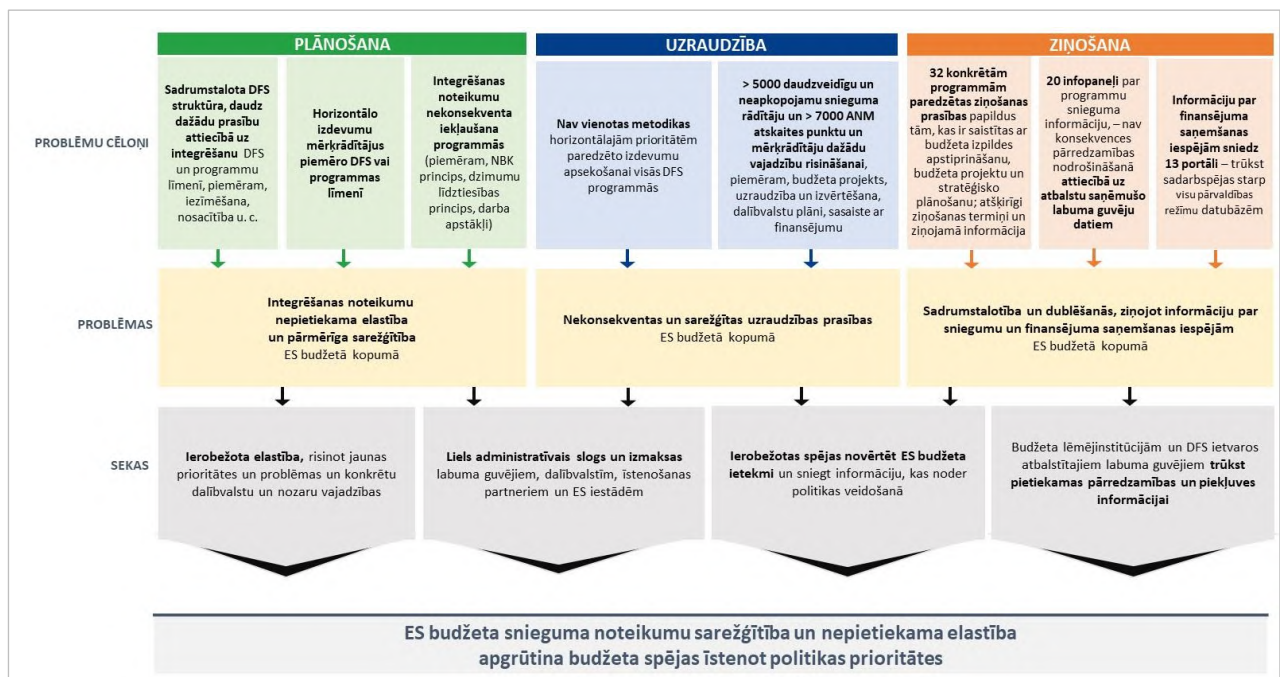 PLĀNOŠANA
UZRAUDZĪBA
ZIŅOŠANA
PROBLĒMU CĒLOŅI
Sadrumstalota DFS
struktūra, daudz
dažādu prasību
attiecībā uz
integrēšanu DFS
un programmu
līmenī, piemēram,
iezīmēšana,
nosacītība u. c.
Horizontālo
izdevumu
mērķrādītājus
piemēro DFS vai
programmas
līmenī
Integrēšanas
noteikumu
nekonsekventa
iekļaušana
programmās
(piemēram, NBK
princips, dzimumu
līdztiesības
princips, darba
apstākļi)
Nav vienotas metodikas
horizontālajām prioritātēm
paredzēto izdevumu
apsekošanai visās DFS
programmās
> 5000 daudzveidīgu un
neapkopojamu snieguma
rādītāju un > 7000 ANM
atskaites punktu un
mērķrādītāju dažādu
vajadzību risināšanai,
piemēram, budžeta projekts,
uzraudzība un izvērtēšana,
dalībvalstu plāni, sasaiste ar
finansējumu
32 konkrētām
programmām
paredzētas ziņošanas
prasības papildus
tām, kas ir saistītas ar
budžeta izpildes
apstiprināšanu,
budžeta projektu un
stratēģisko
plānošanu; atšķirīgi
ziņošanas termiņi un
ziņojamā informācija
20 infopaneļi par
programmu
snieguma
informāciju, – nav
konsekvences
pārredzamības
nodrošināšanā
attiecībā uz
atbalstu saņēmušo
labuma guvēju
datiem
Informāciju par
finansējuma
saņemšanas
iespējām sniedz
13 portāli – trūkst
sadarbspējas starp
visu pārvaldības
režīmu datubāzēm
PROBLĒMAS
Integrēšanas noteikumu
nepietiekama elastība
un pārmērīga sarežģītība
ES budžetā kopumā
Nekonsekventas un sarežģītas uzraudzības prasības
ES budžetā kopumā
Sadrumstalotība un dublēšanās, ziņojot informāciju par
sniegumu un finansējuma saņemšanas iespējām
ES budžetā kopumā
SEKAS
Ierobežota elastība, risinot jaunas
prioritātes un problēmas un konkrētu
dalībvalstu un nozaru vajadzības
Liels administratīvais slogs un izmaksas
labuma guvējiem, dalībvalstīm, īstenošanas
partneriem un ES iestādēm
Ierobežotas spējas novērtēt ES budžeta
ietekmi un sniegt informāciju, kas noder
politikas veidošanā
Budžeta lēmējinstitūcijām un DFS ietvaros
atbalstītajiem labuma guvējiem trūkst
pietiekamas pārredzamības un piekļuves
informācijai
ES budžeta snieguma noteikumu sarežģītība un nepietiekama elastība
apgrūtina budžeta spējas īstenot politikas prioritātes